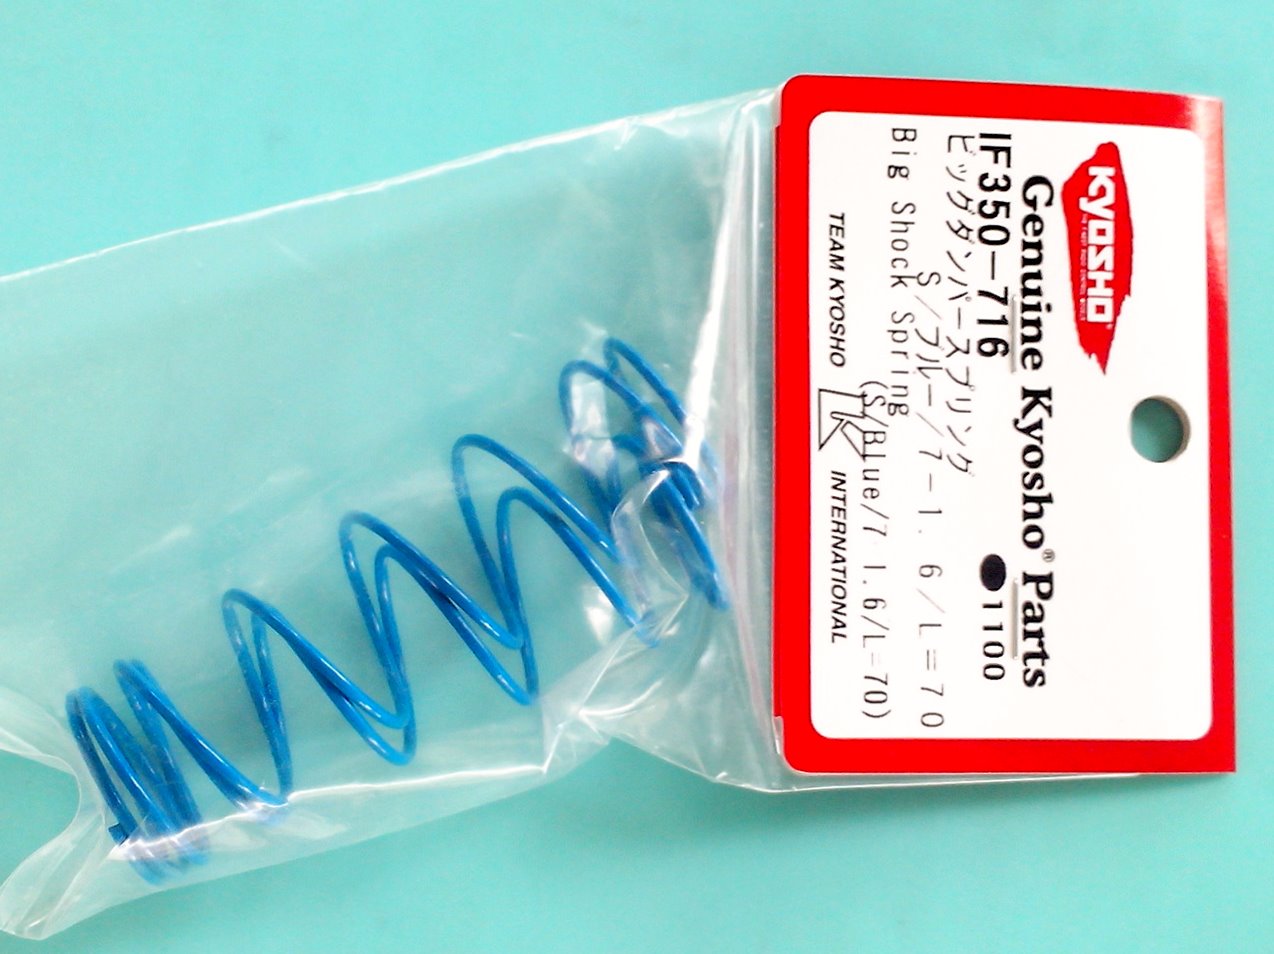 KYOSHO
Genuine Kyosho® Parts
IF350-716
1100
ビッグダンパースプリング
S/ブルー/7-1.6/L=70
Big Shock Spring
(S/Blue/7 1.6/L=70)
TEAM KYOSHO K INTERNATIONAL